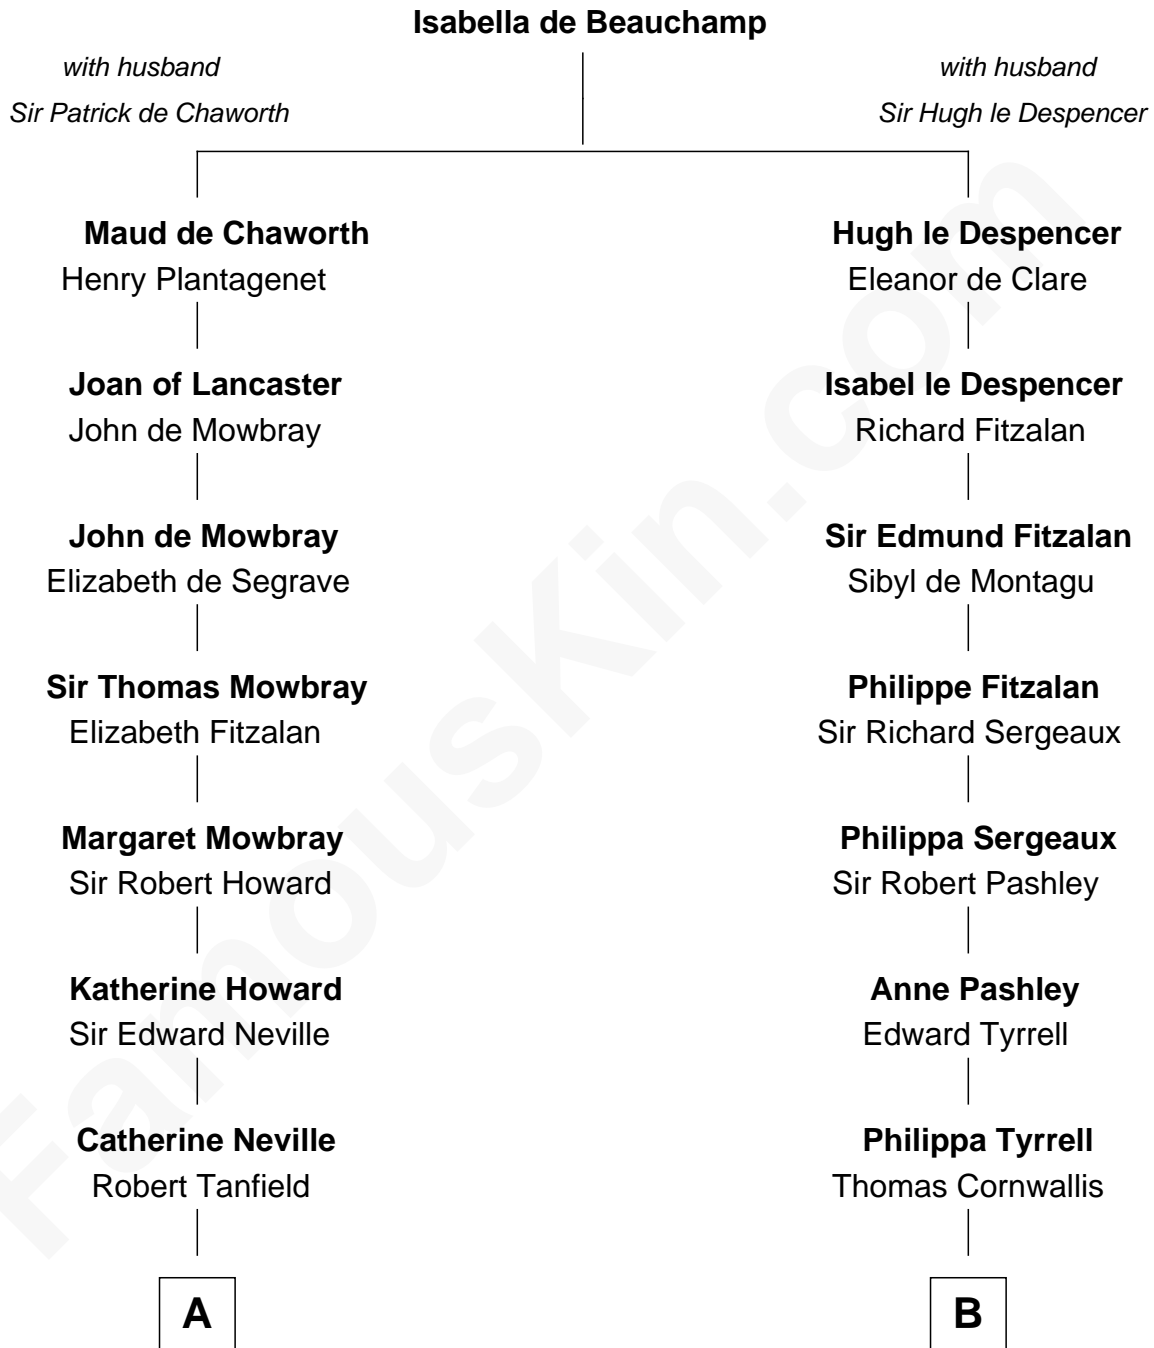 Isabella de Beauchamp
with husband
Sir Patrick de Chaworth
with husband
Sir Hugh le Despencer
Maud de Chaworth
Henry Plantagenet
Hugh le Despencer
Eleanor de Clare
Joan of Lancaster
John de Mowbray
Isabel le Despencer
Richard Fitzalan
John de Mowbray
Elizabeth de Segrave
Sir Edmund Fitzalan
Sibyl de Montagu
Sir Thomas Mowbray
Elizabeth Fitzalan
Philippe Fitzalan
Sir Richard Sergeaux
Margaret Mowbray
Sir Robert Howard
Philippa Sergeaux
Sir Robert Pashley
Katherine Howard
Sir Edward Neville
Anne Pashley
Edward Tyrrell
Catherine Neville
Robert Tanfield
Philippa Tyrrell
Thomas Cornwallis
A
B
FamousKin.com